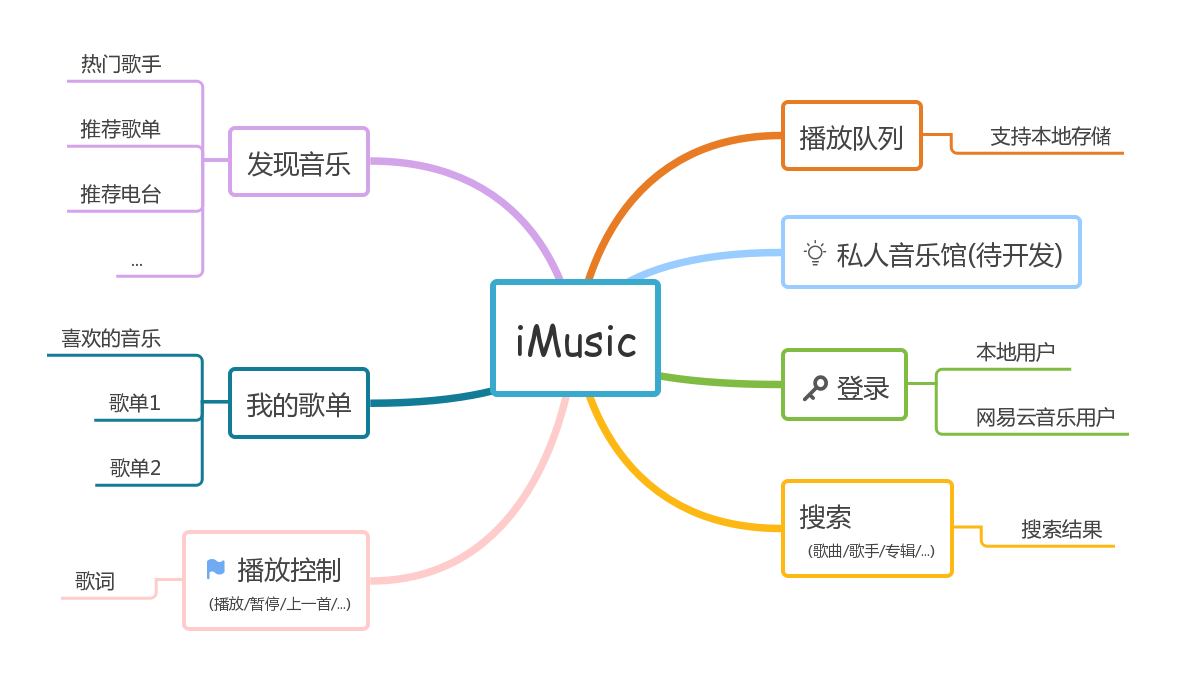 热门歌手
推荐歌单
推荐电台
...
发现音乐
喜欢的音乐
歌单1
歌单2
我的歌单
歌词
播放控制
(播放/暂停/上一首/...)
iMusic
播放队列
支持本地存储
私人音乐馆(待开发)
登录
本地用户
网易云音乐用户
搜索
(歌曲/歌手/专辑/...)
搜索结果